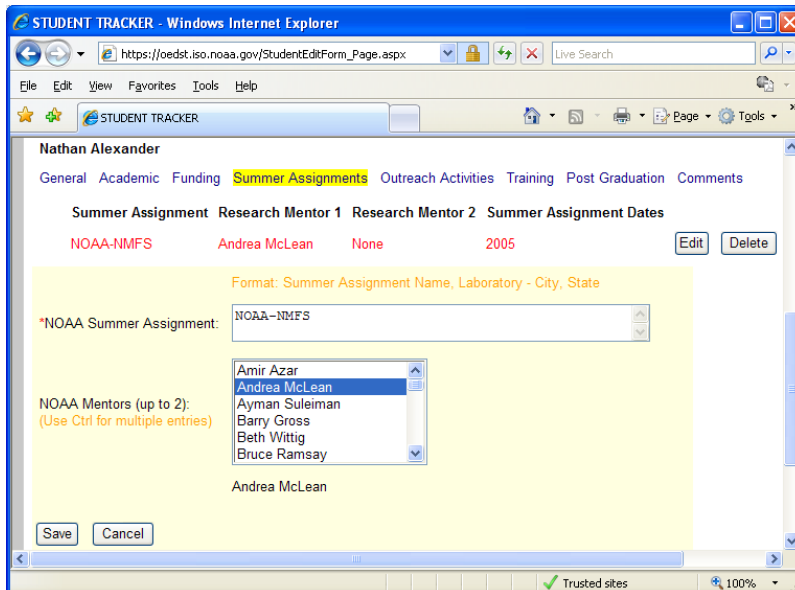 STUDENT TRACKER - Windows Internet Explorer
https://oedst.iso.noaa.gov/StudentEditForm_Page.aspx
Live Search
File Edit View Favorites Tools Help
STUDENT TRACKER
Page Tools
Nathan Alexander
General Academic Funding Summer Assignments Outreach Activities Training Post Graduation Comments
Summer Assignment Research Mentor 1 Research Mentor 2 Summer Assignment Dates
NOAA-NMFS Andrea McLean None 2005 Edit Delete
Format: Summer Assignment Name, Laboratory - City, State
*NOAA Summer Assignment: NOAA-NMFS
Amir Azar
Andrea McLean
NOAA Mentors (up to 2): Ayman Suleiman
(Use Ctrl for multiple entries) Barry Gross
Beth Wittig
Bruce Ramsay
Andrea McLean
Save Cancel
Trusted sites 100%